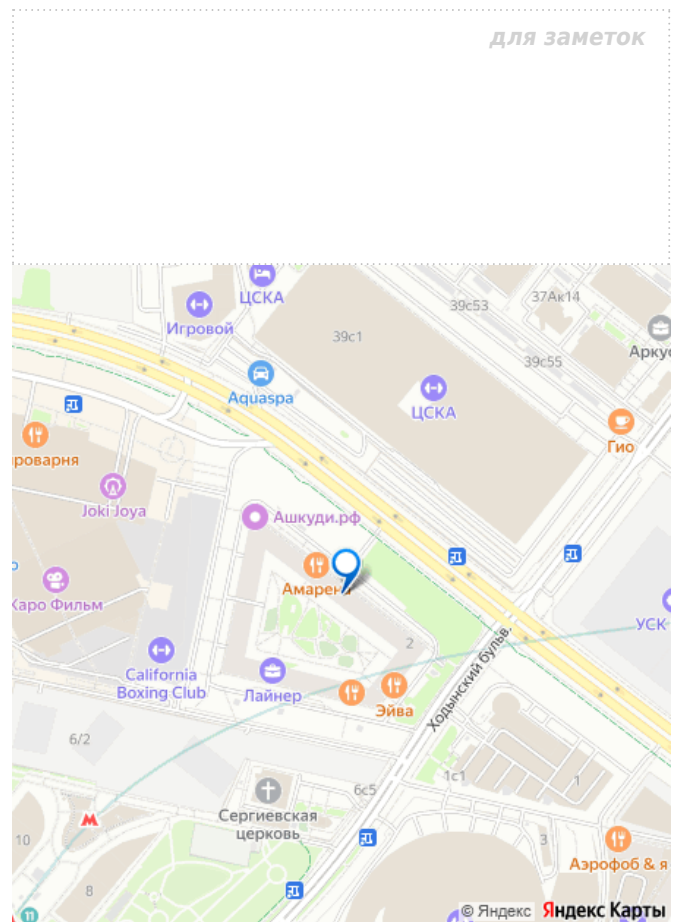 для заметок
ЦСКА
Игровой
39с1
39с53
37Ак14
Аркус
39с55
Aquaspa
ЦСКА
Гио
роварня
Joki Joya
Ашкуди.рф
Амарена
Каро Фильм
УСК
2
California
Boxing Club
Лайнер
Эйва
Ходынский бульв.
6/2
1с1
1
Сергиевская
церковь
6с5
10
3
Аэрофоб & я
8
11
© Яндекс Яндекс Карты